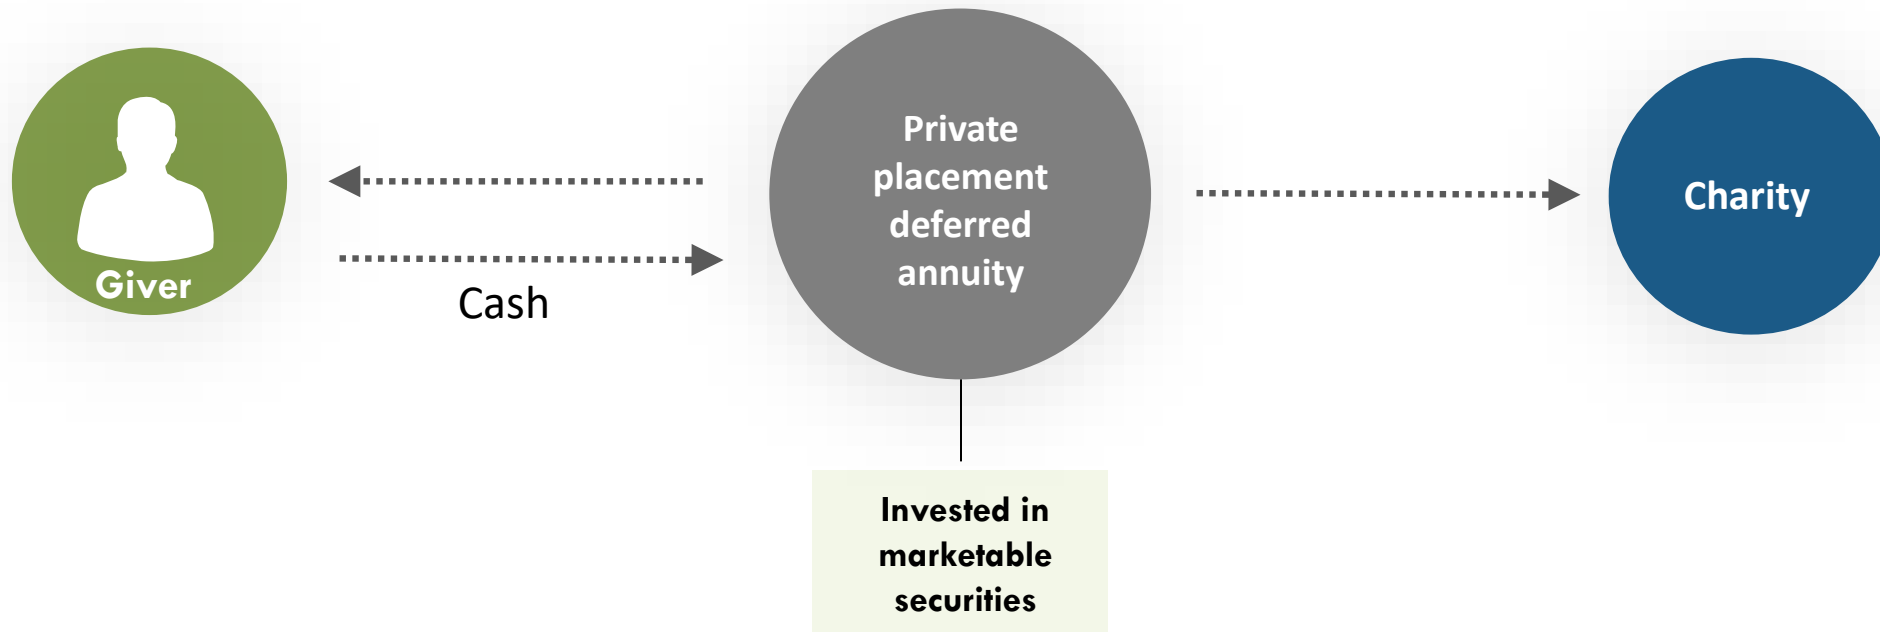 Giver
Cash
Private
placement
deferred
annuity
Invested in
marketable
securities
Charity